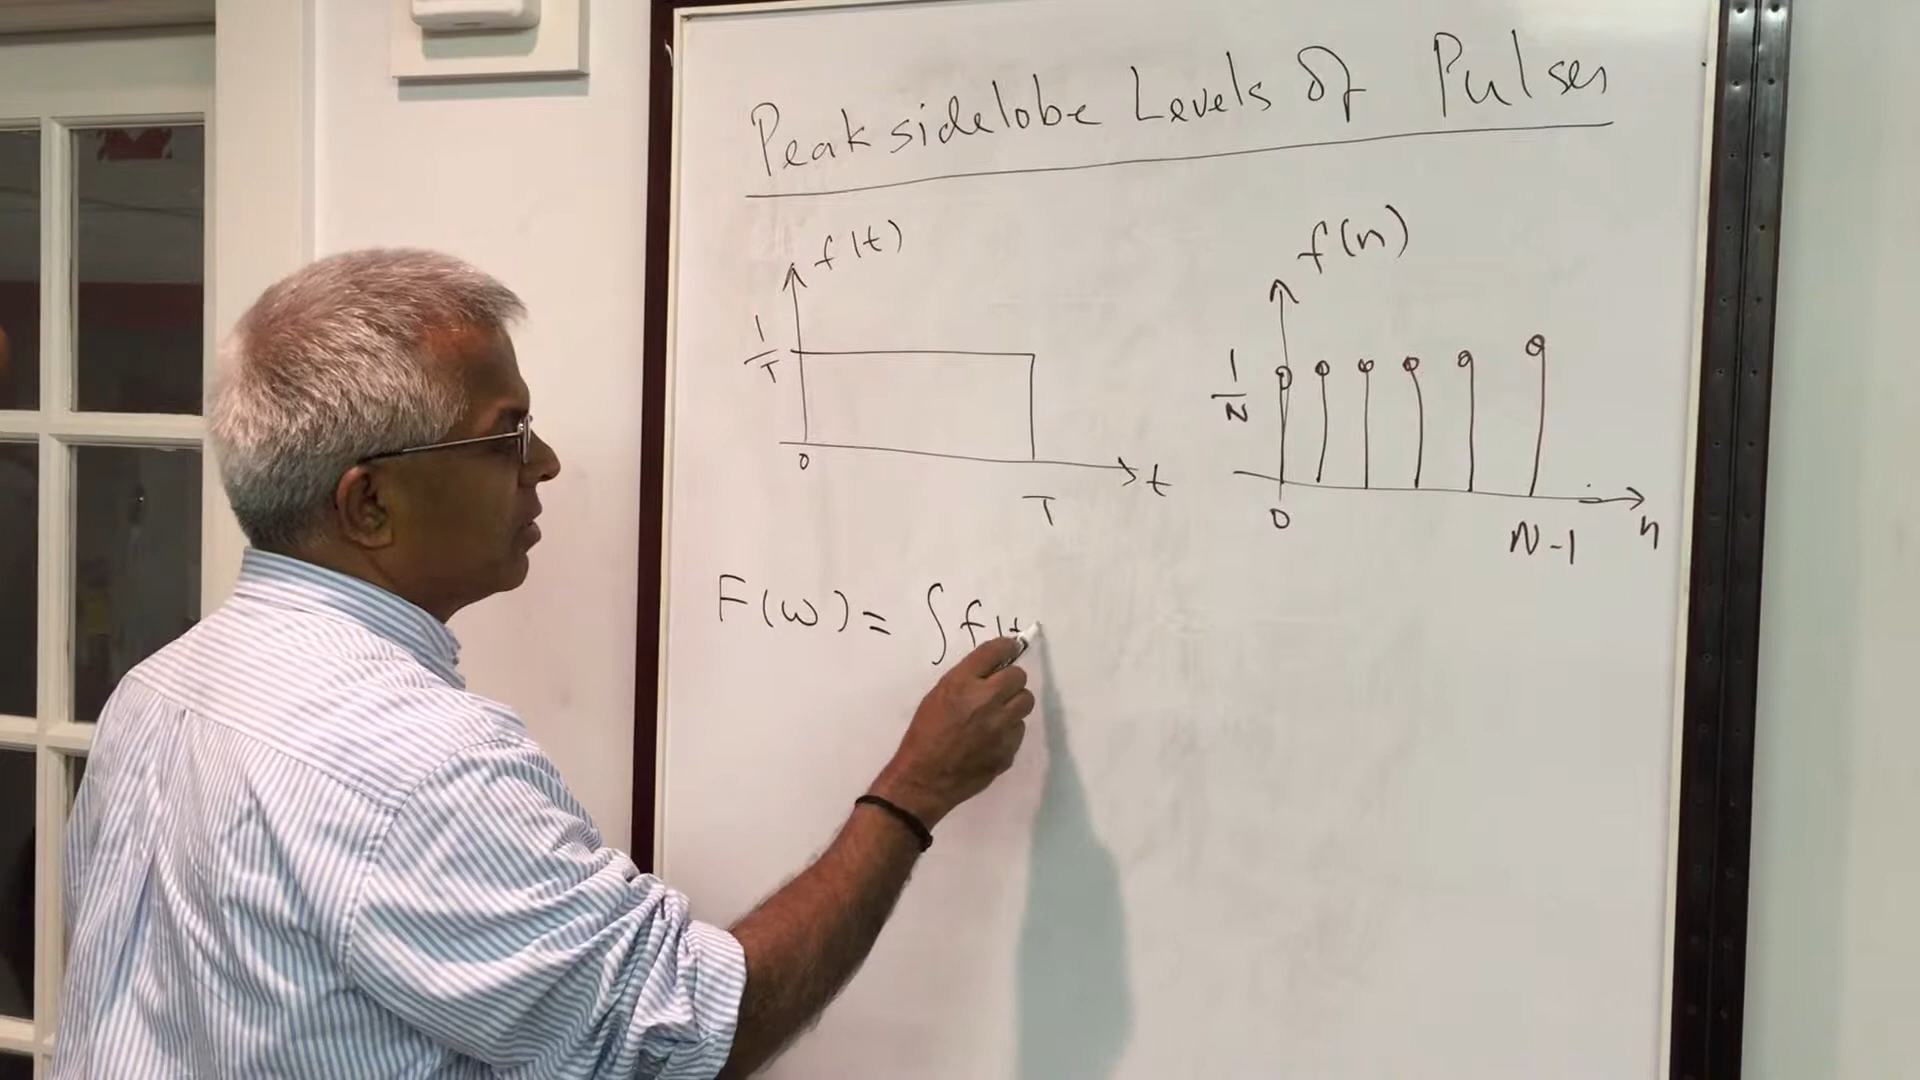 Peak sidelobe Levels Of Pulses
f(t)
1/T
0
T
t
f(n)
1/N
0
N-1
n
F(ω) = ∫ f(t